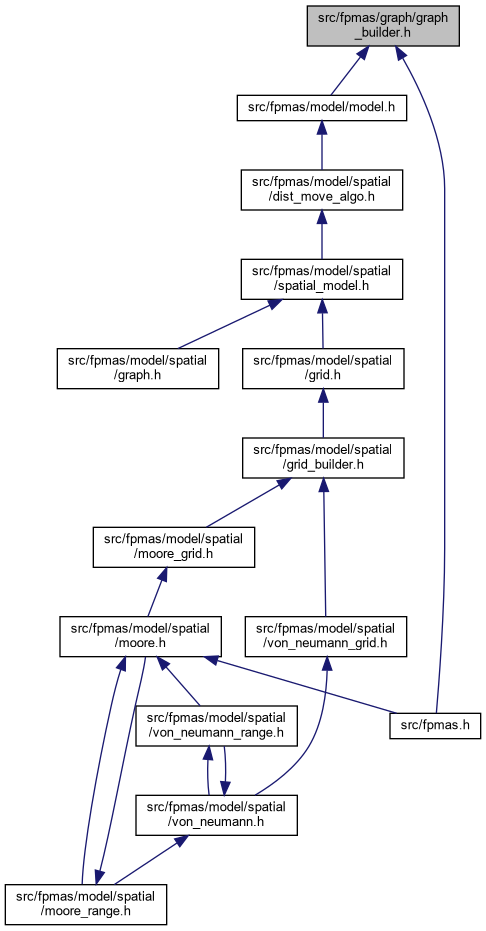 src/fpmas/graph/graph
_builder.h
src/fpmas/model/model.h
src/fpmas/model/spatial
/dist_move_algo.h
src/fpmas/model/spatial
/spatial_model.h
src/fpmas/model/spatial
/graph.h
src/fpmas/model/spatial
/grid.h
src/fpmas/model/spatial
/grid_builder.h
src/fpmas/model/spatial
/moore_grid.h
src/fpmas/model/spatial
/moore.h
src/fpmas/model/spatial
/von_neumann_grid.h
src/fpmas/model/spatial
/von_neumann_range.h
src/fpmas.h
src/fpmas/model/spatial
/von_neumann.h
src/fpmas/model/spatial
/moore_range.h